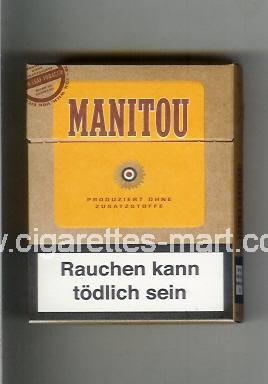 MANITOU
PRODUZIERT OHNE
ZUSATZSTOFFE
www.cigarettes-mart.com
Rauchen kann
tödlich sein